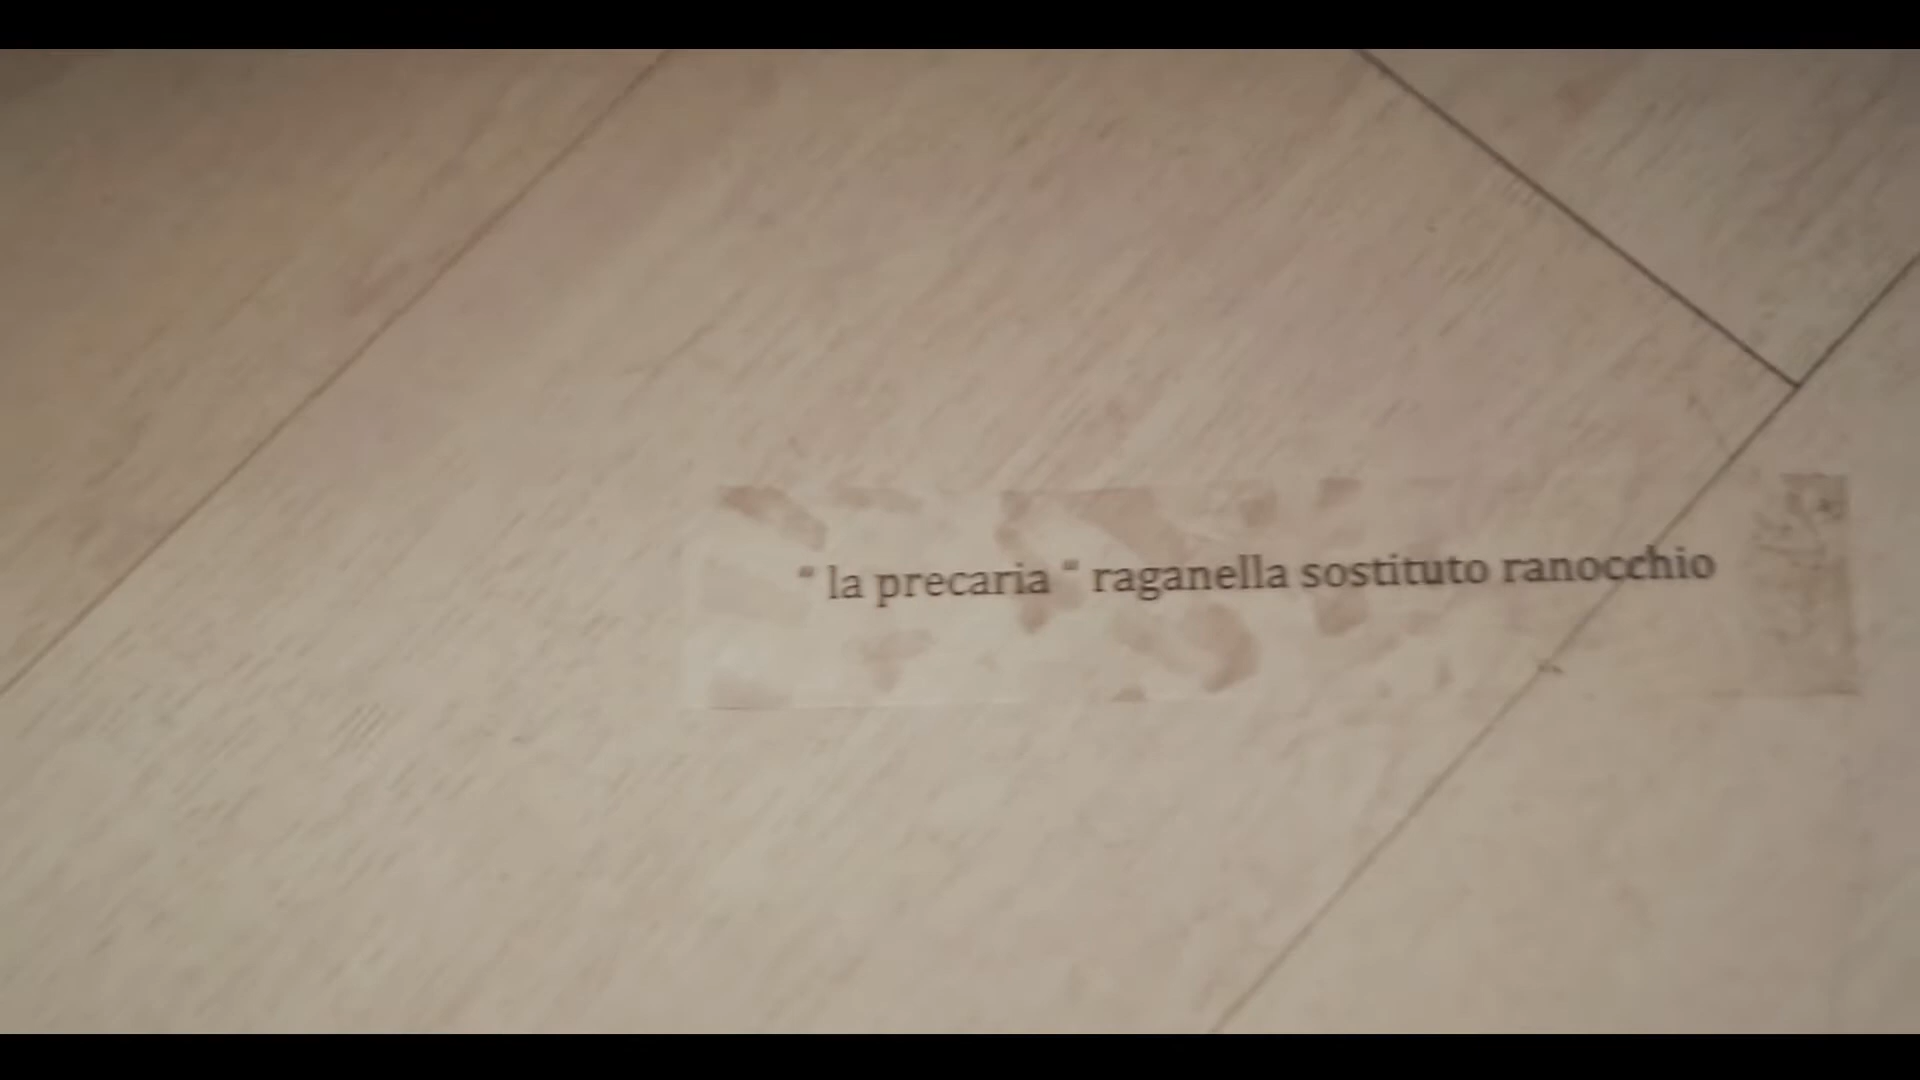 “ la precaria “ raganella sostituto ranocchio